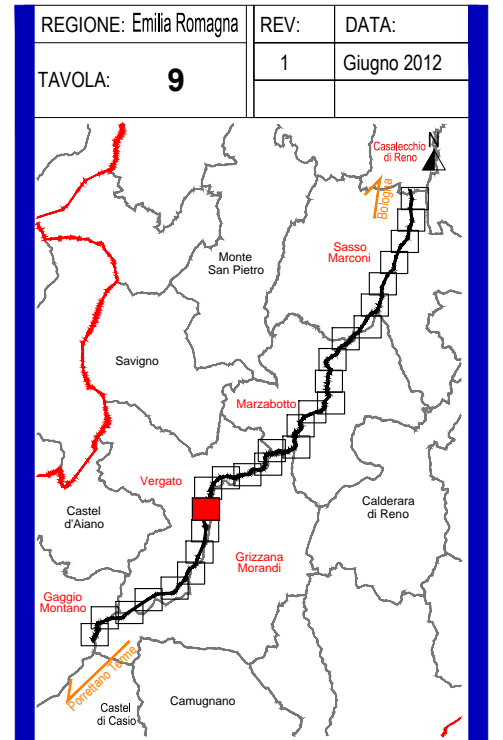 REGIONE: Emilia Romagna
REV:
DATA:
TAVOLA: 9
1
Giugno 2012
Casalecchio
di Reno
N
Bologna
Sasso
Marconi
Monte
San Pietro
Savigno
Marzabotto
Vergato
Castel
d'Aiano
Calderara
di Reno
Grizzana
Morandi
Gaggio
Montano
Porrettano Terme
Castel
di Casio
Camugnano